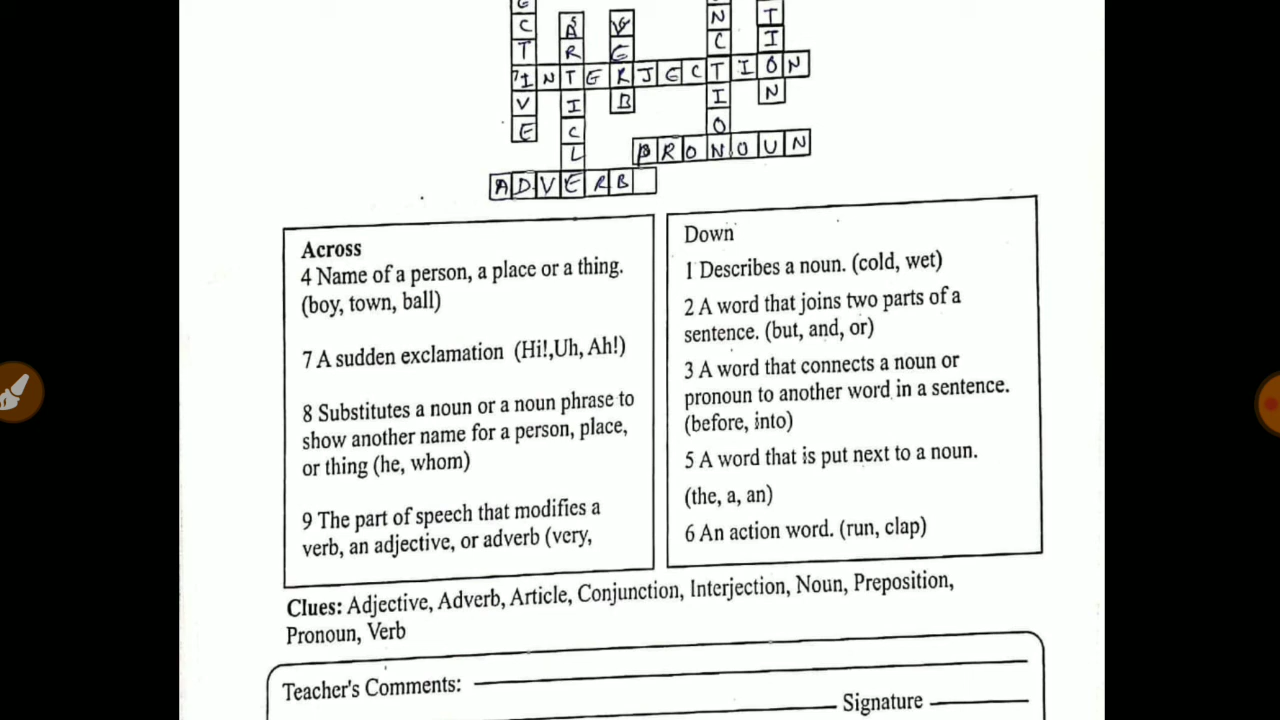 INTERJECTION
PRONOUN
ADVERB
ECTIVE
ARTICLE
VERB
NCTION
TION
Across
4 Name of a person, a place or a thing.
(boy, town, ball)
7 A sudden exclamation (Hi!,Uh, Ah!)
8 Substitutes a noun or a noun phrase to
show another name for a person, place,
or thing (he, whom)
9 The part of speech that modifies a
verb, an adjective, or adverb (very,
Down
1 Describes a noun. (cold, wet)
2 A word that joins two parts of a
sentence. (but, and, or)
3 A word that connects a noun or
pronoun to another word in a sentence.
(before, into)
5 A word that is put next to a noun.
(the, a, an)
6 An action word. (run, clap)
Clues: Adjective, Adverb, Article, Conjunction, Interjection, Noun, Preposition,
Pronoun, Verb
Teacher's Comments:
Signature